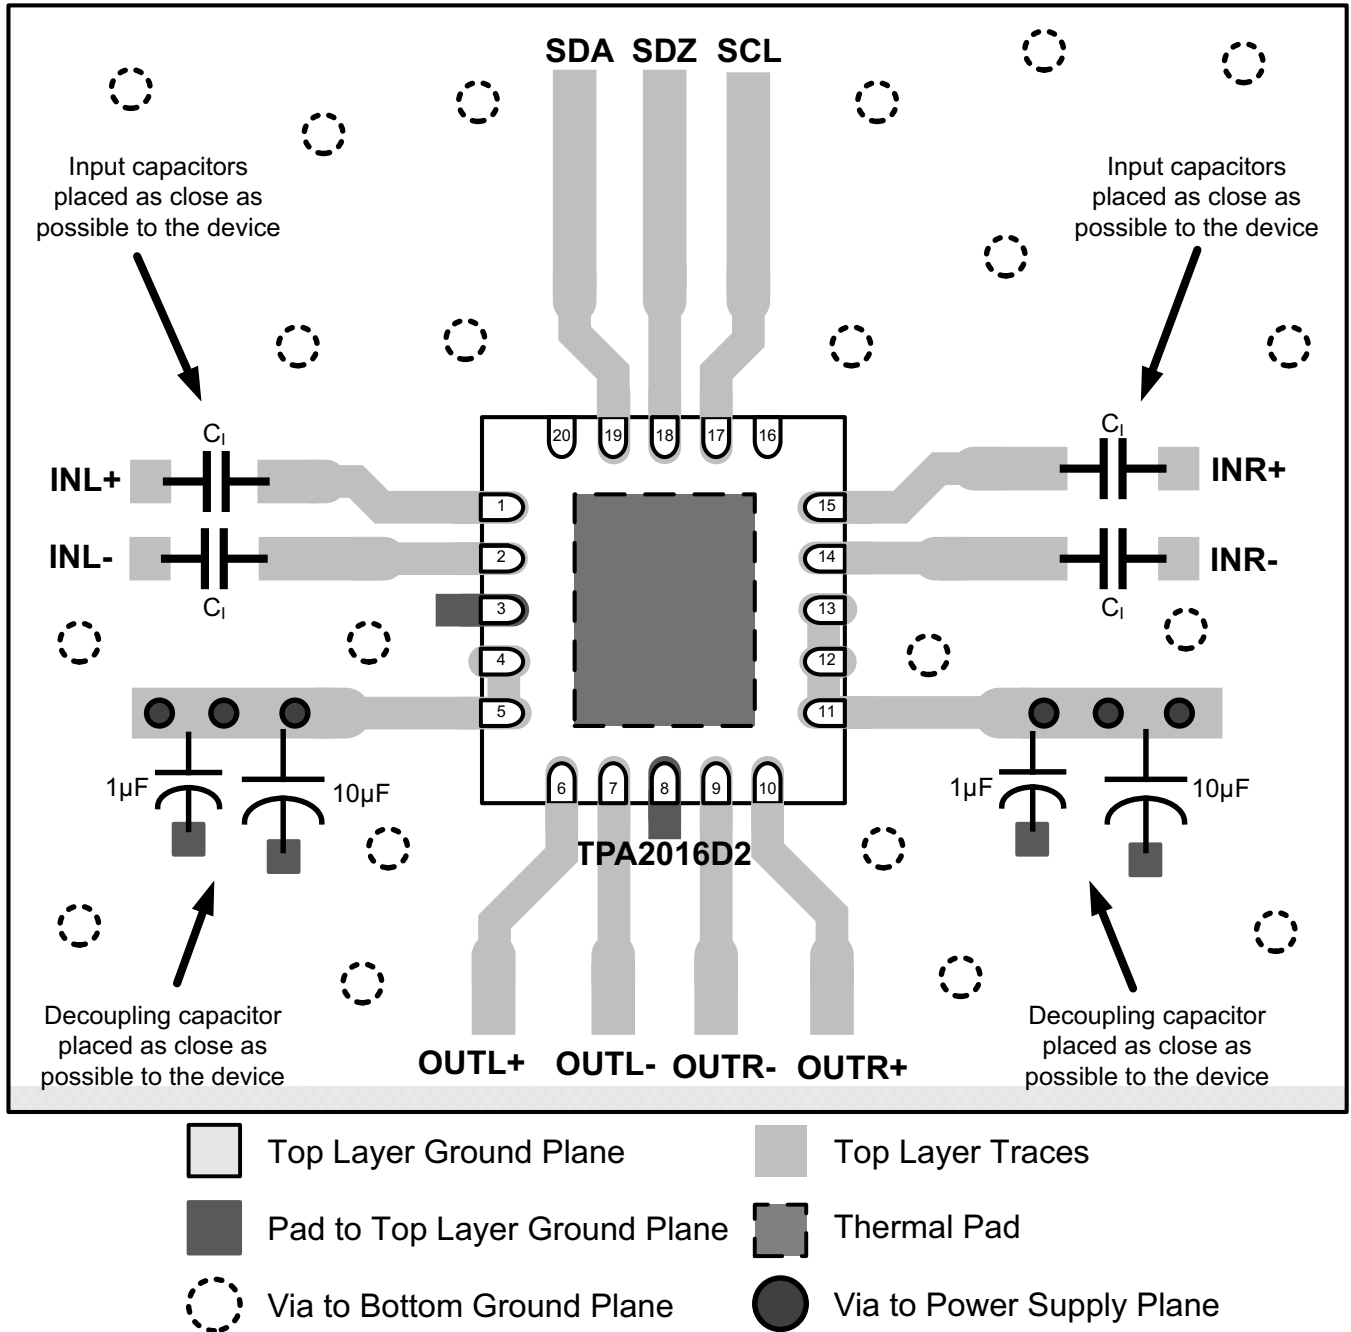 SDA SDZ SCL
Input capacitors
placed as close as
possible to the device
Input capacitors
placed as close as
possible to the device
20 19 18 17 16
INL+ CI
CI INR+
1 15
INL- CI
CI INR-
2 14
3 13
4 12
5 11
6 7 8 9 10
1µF 10µF
1µF 10µF
TPA2016D2
Decoupling capacitor
placed as close as
possible to the device
Decoupling capacitor
placed as close as
possible to the device
OUTL+ OUTL- OUTR- OUTR+
Top Layer Ground Plane
Top Layer Traces
Pad to Top Layer Ground Plane
Thermal Pad
Via to Bottom Ground Plane
Via to Power Supply Plane